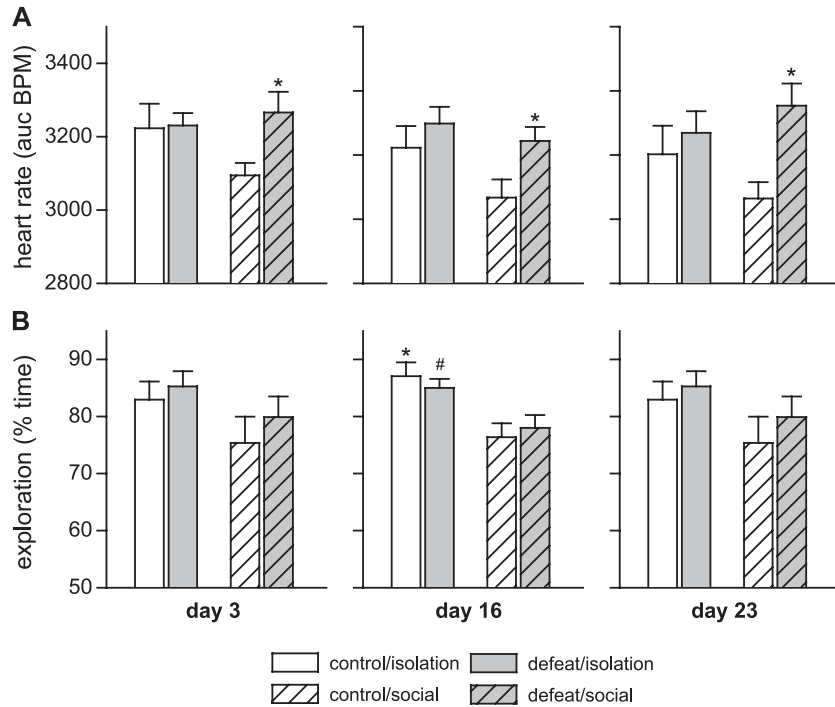 A
heart rate (auc BPM)
3400
3200
3000
2800
*
*
*
B
exploration (% time)
90
80
70
60
50
*
#
day 3
day 16
day 23
control/isolation
defeat/isolation
control/social
defeat/social